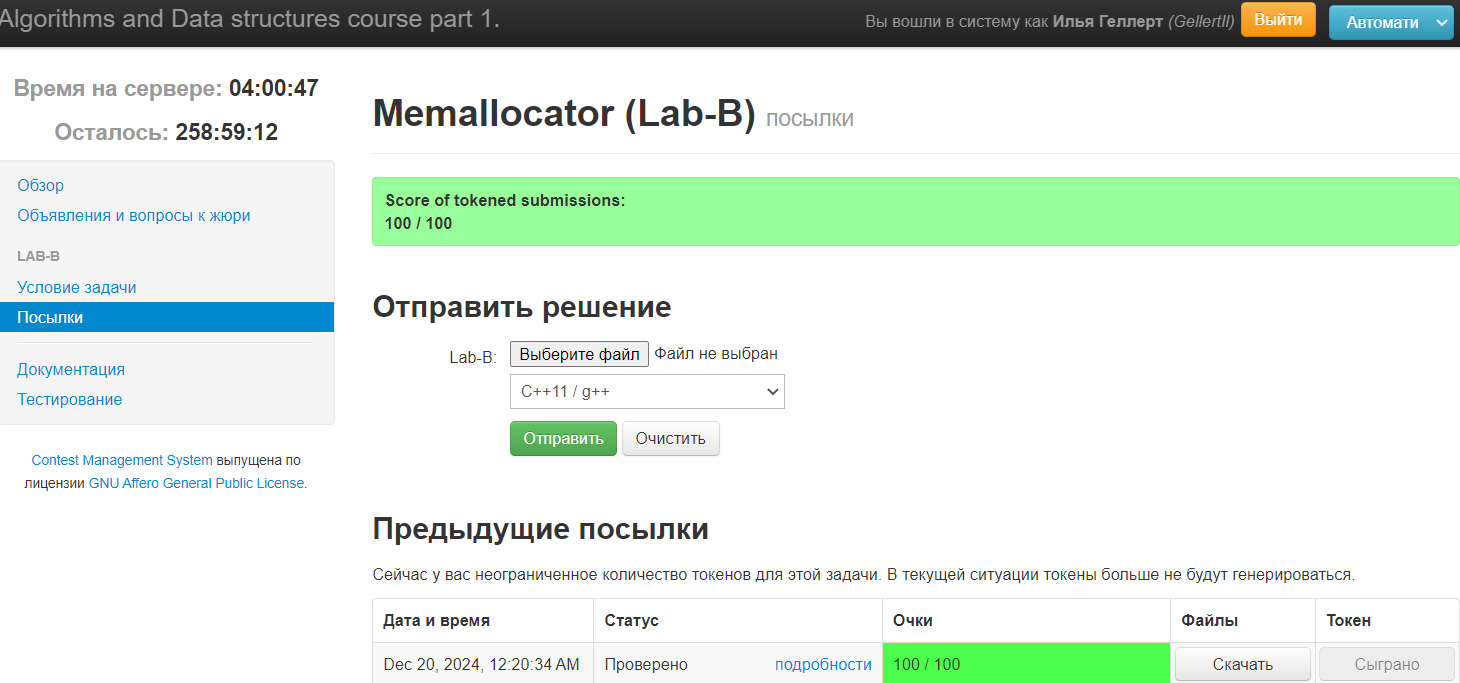 Algorithms and Data structures course part 1.
Вы вошли в систему как Илья Геллерт (GellertII) Выйти Автомати
Время на сервере: 04:00:47
Осталось: 258:59:12
Обзор
Объявления и вопросы к жюри
LAB-B
Условие задачи
Посылки
Документация
Тестирование
Contest Management System выпущена по
лицензии GNU Affero General Public License.
Memallocator (Lab-B) посылки
Score of tokened submissions:
100 / 100
Отправить решение
Lab-B: Выберите файл Файл не выбран
C++11 / g++
Отправить Очистить
Предыдущие посылки
Сейчас у вас неограниченное количество токенов для этой задачи. В текущей ситуации токены больше не будут генерироваться.
Дата и время Статус Очки Файлы Токен
Dec 20, 2024, 12:20:34 AM Проверено подробности 100 / 100 Скачать Сыграно